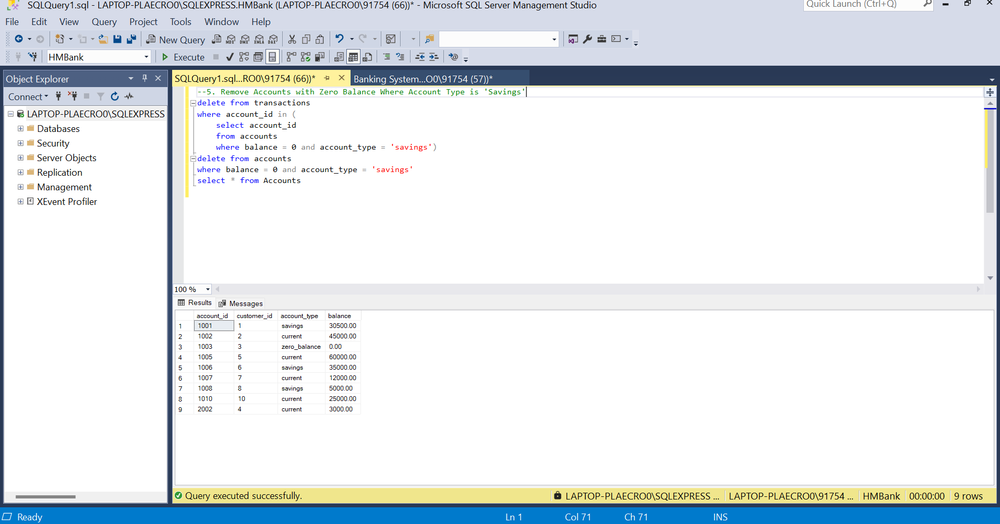 SQLQuery1.sql - LAPTOP-PLAECRO0\SQLEXPRESS.HMBank (LAPTOP-PLAECRO0\91754 (66))* - Microsoft SQL Server Management Studio
Quick Launch (Ctrl+Q)
File Edit View Query Project Tools Window Help
New Query MDX DMX XMLA DAX
HMBank Execute
Object Explorer
Connect
LAPTOP-PLAECRO0\SQLEXPRESS
Databases
Security
Server Objects
Replication
Management
XEvent Profiler
SQLQuery1.sql...RO0\91754 (66))* Banking System...O0\91754 (57))*
--5. Remove Accounts with Zero Balance Where Account Type is 'Savings'
delete from transactions
where account_id in (
select account_id
from accounts
where balance = 0 and account_type = 'savings')
delete from accounts
where balance = 0 and account_type = 'savings'
select * from Accounts
100 %
Results Messages
account_id customer_id account_type balance
1 1001 1 savings 30500.00
2 1002 2 current 45000.00
3 1003 3 zero_balance 0.00
4 1005 5 current 60000.00
5 1006 6 savings 35000.00
6 1007 7 current 12000.00
7 1008 8 savings 5000.00
8 1010 10 current 25000.00
9 2002 4 current 3000.00
Query executed successfully. LAPTOP-PLAECRO0\SQLEXPRESS ... LAPTOP-PLAECRO0\91754 ... HMBank 00:00:00 9 rows
Ready Ln 1 Col 71 Ch 71 INS